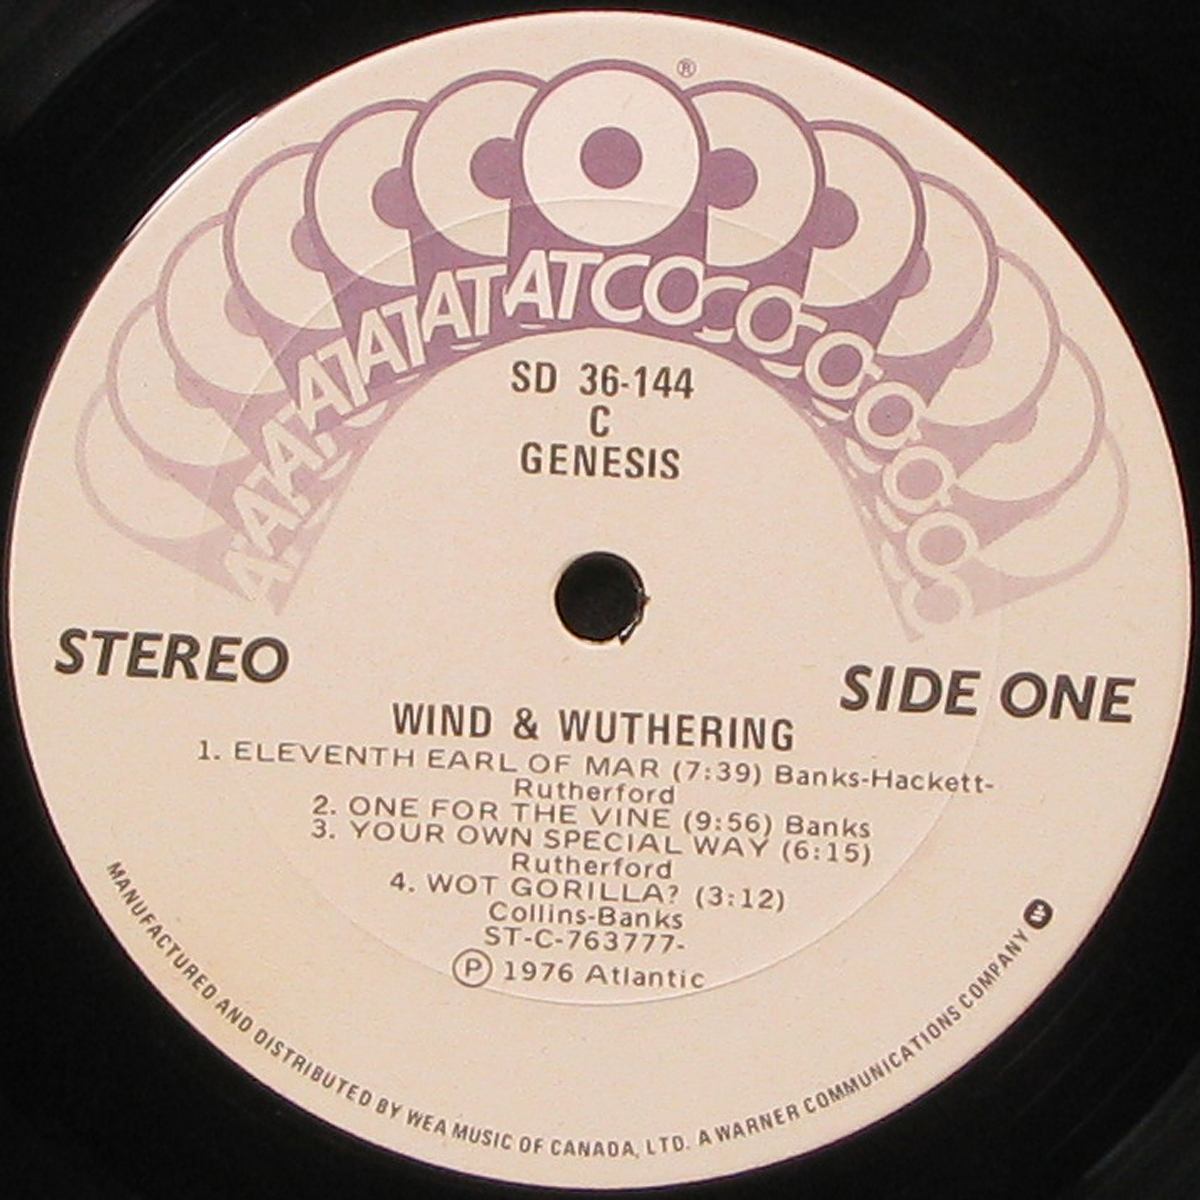 ®
ATATATATATATATCOCOCOCOCOCOCO
SD 36-144
C
GENESIS
STEREO
SIDE ONE
WIND & WUTHERING
1. ELEVENTH EARL OF MAR (7:39) Banks-Hackett-
Rutherford
2. ONE FOR THE VINE (9:56) Banks
3. YOUR OWN SPECIAL WAY (6:15)
Rutherford
4. WOT GORILLA? (3:12)
Collins-Banks
ST-C-763777-
Ⓟ 1976 Atlantic
MANUFACTURED AND DISTRIBUTED BY WEA MUSIC OF CANADA, LTD. A WARNER COMMUNICATIONS COMPANY